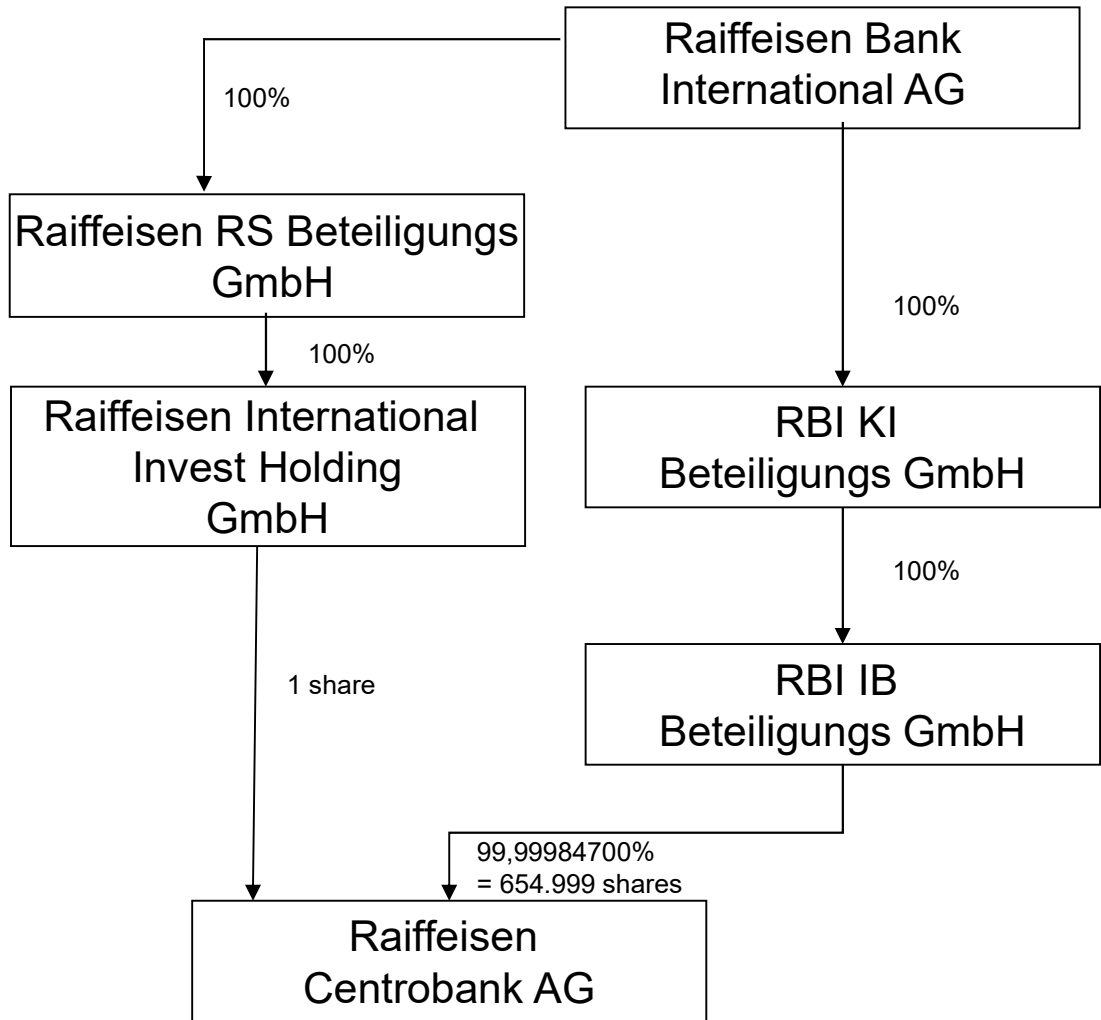 Raiffeisen Bank
International AG
100%
Raiffeisen RS Beteiligungs
GmbH
100%
100%
Raiffeisen International
Invest Holding
GmbH
RBI KI
Beteiligungs GmbH
100%
1 share
RBI IB
Beteiligungs GmbH
99,99984700%
= 654.999 shares
Raiffeisen
Centrobank AG